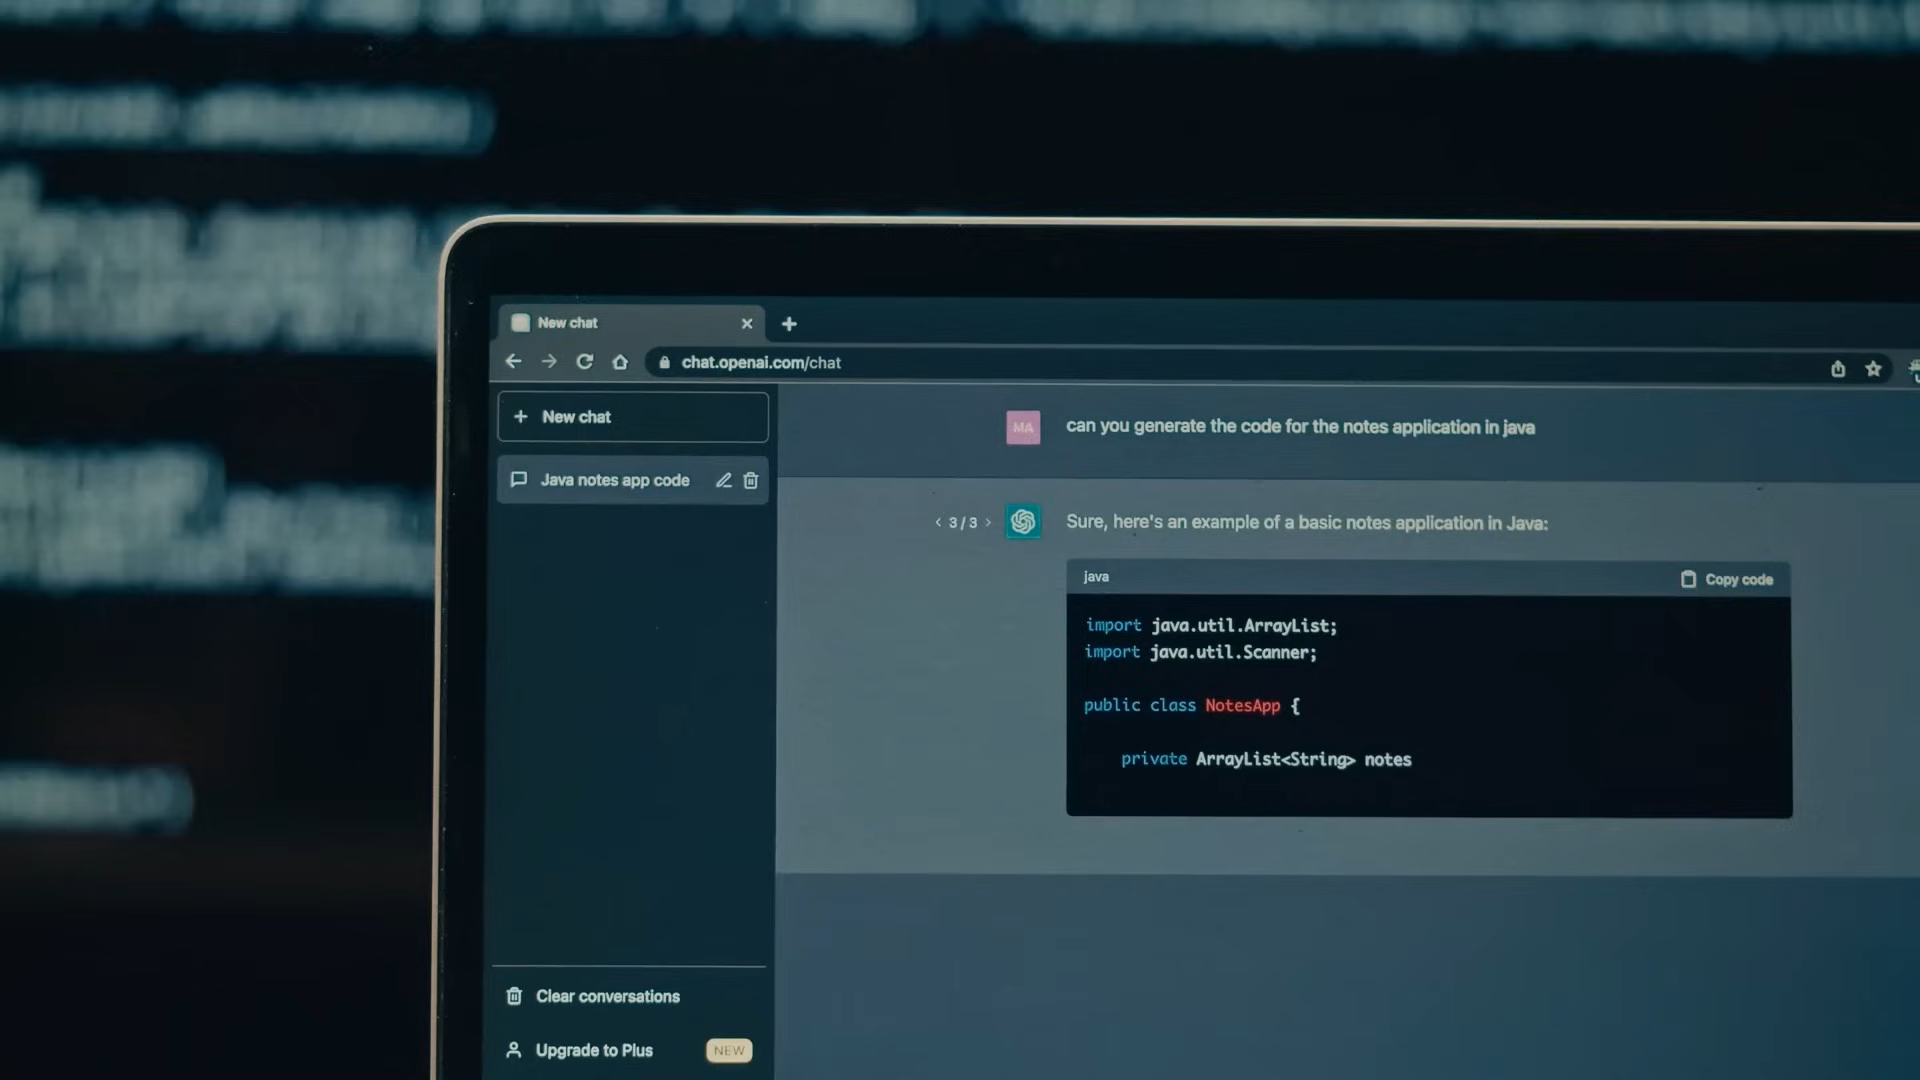 New chat
chat.openai.com/chat
New chat
Java notes app code
MA
can you generate the code for the notes application in java
3 / 3
Sure, here's an example of a basic notes application in Java:
java
Copy code
import java.util.ArrayList;
import java.util.Scanner;
public class NotesApp {
private ArrayList<String> notes
Clear conversations
Upgrade to Plus
NEW